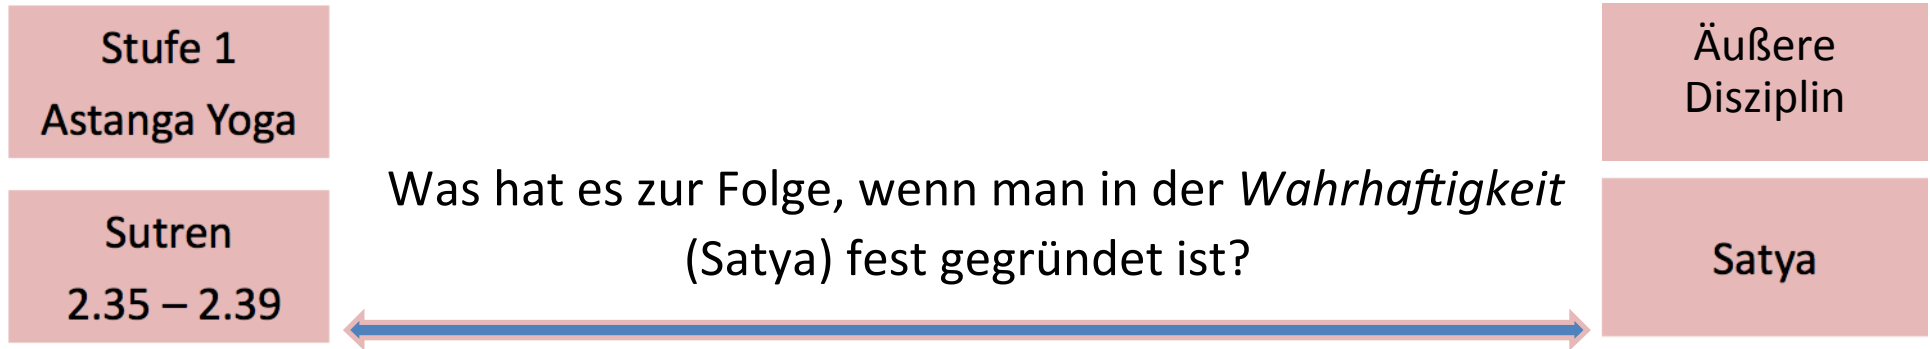 Stufe 1
Astanga Yoga
Sutren
2.35 – 2.39
Was hat es zur Folge, wenn man in der Wahrhaftigkeit
(Satya) fest gegründet ist?
Äußere
Disziplin
Satya